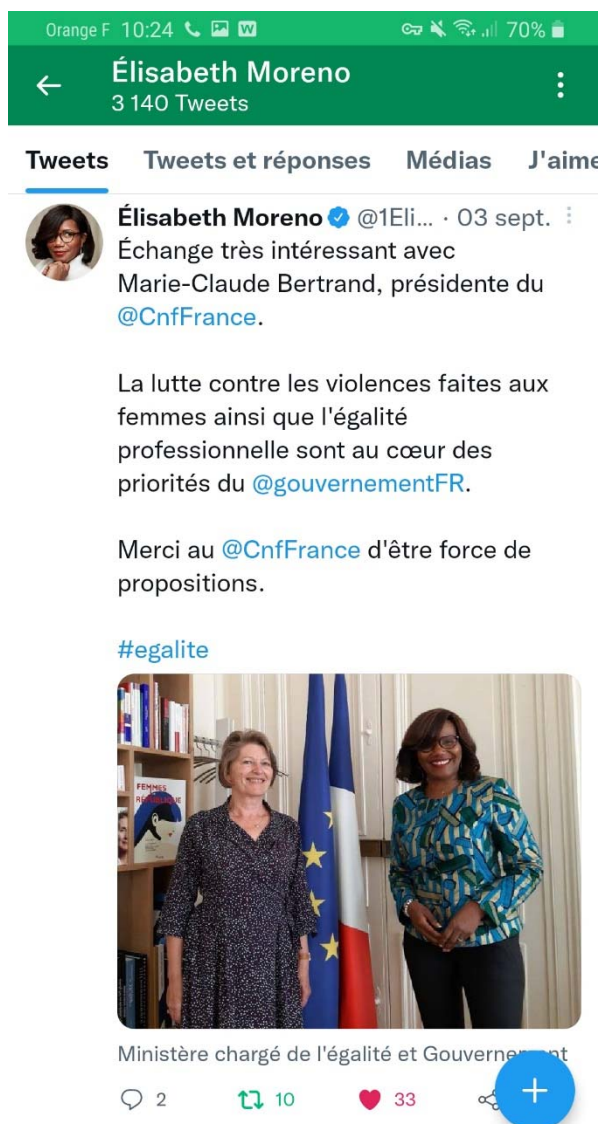 Orange F 10:24 70%
Élisabeth Moreno
3 140 Tweets
Tweets Tweets et réponses Médias J'aime
Élisabeth Moreno @1Eli... · 03 sept.
Échange très intéressant avec
Marie-Claude Bertrand, présidente du
@CnfFrance.
La lutte contre les violences faites aux
femmes ainsi que l'égalité
professionnelle sont au cœur des
priorités du @gouvernementFR.
Merci au @CnfFrance d'être force de
propositions.
#egalite
FEMMES
RÉPUBLIQUE
Ministère chargé de l'égalité et Gouvernement
2 10 33